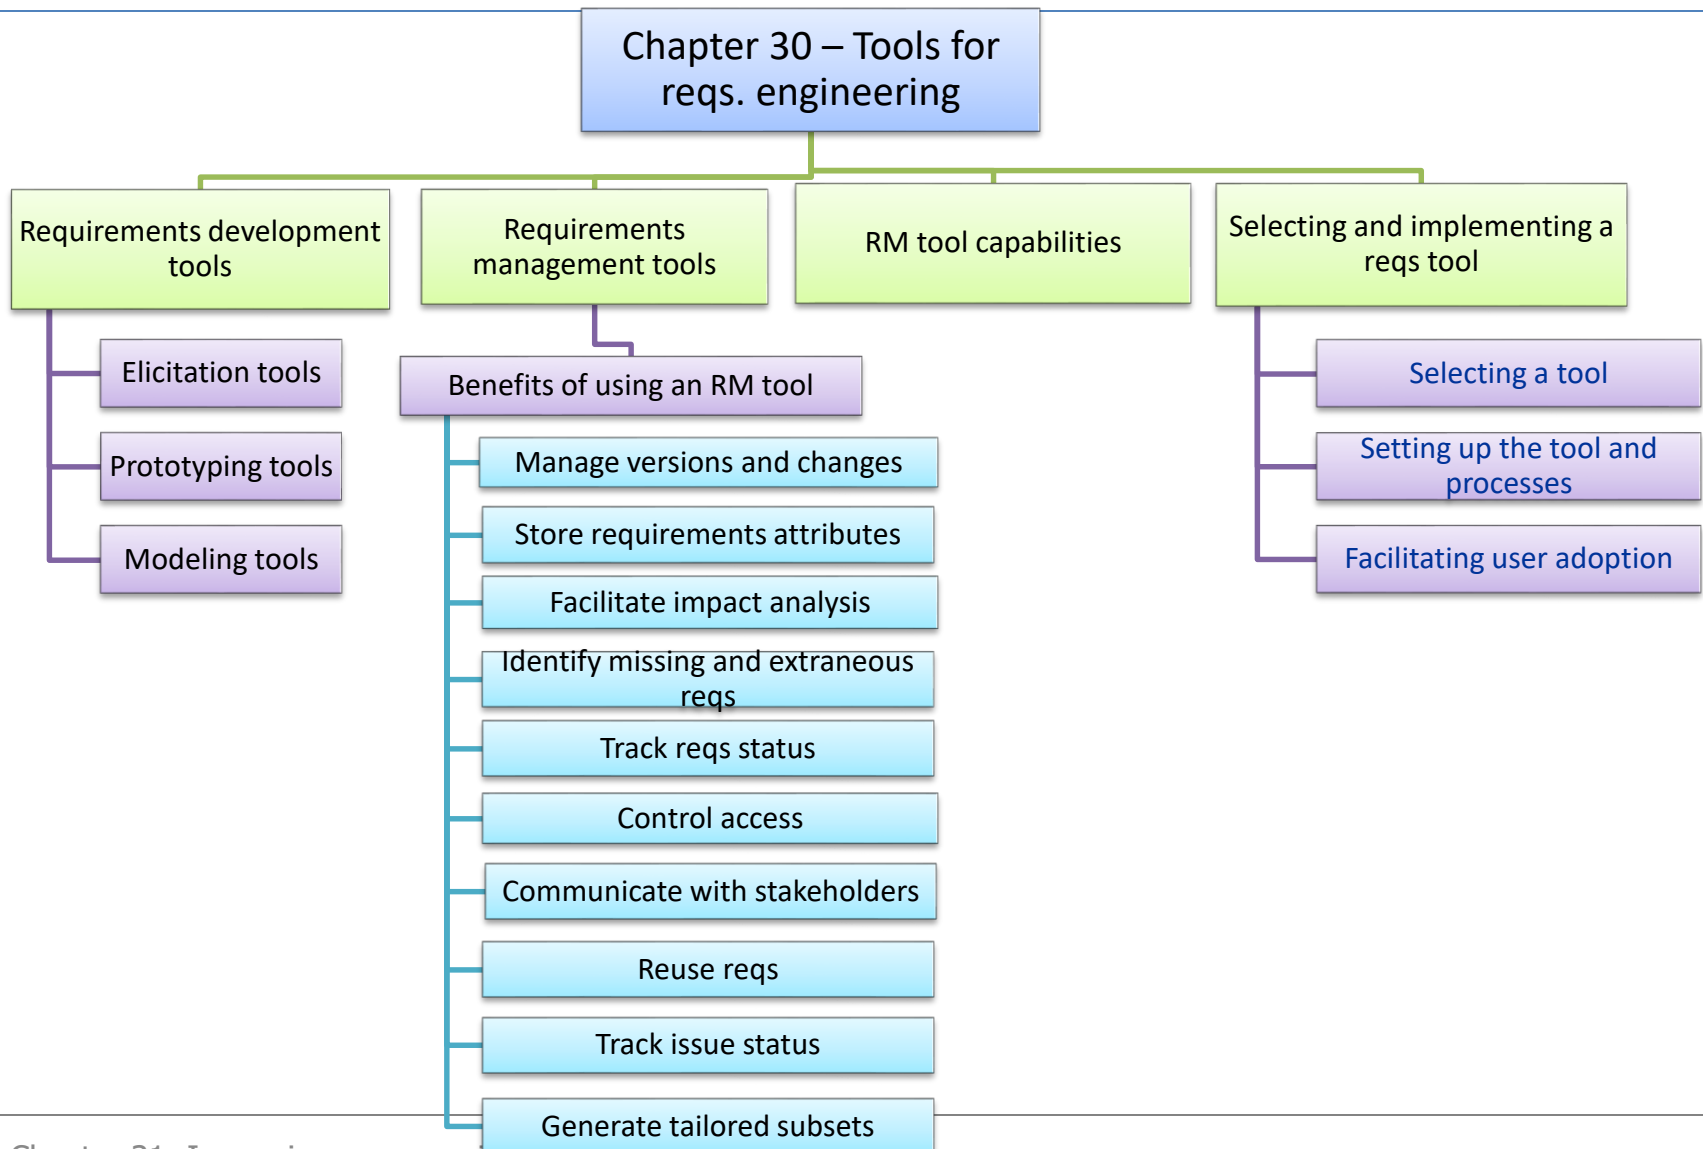 Chapter 30 – Tools for
reqs. engineering
Requirements development
tools
Requirements
management tools
RM tool capabilities
Selecting and implementing a
reqs tool
Elicitation tools
Prototyping tools
Modeling tools
Benefits of using an RM tool
Manage versions and changes
Store requirements attributes
Facilitate impact analysis
Identify missing and extraneous
reqs
Track reqs status
Control access
Communicate with stakeholders
Reuse reqs
Track issue status
Generate tailored subsets
Selecting a tool
Setting up the tool and
processes
Facilitating user adoption